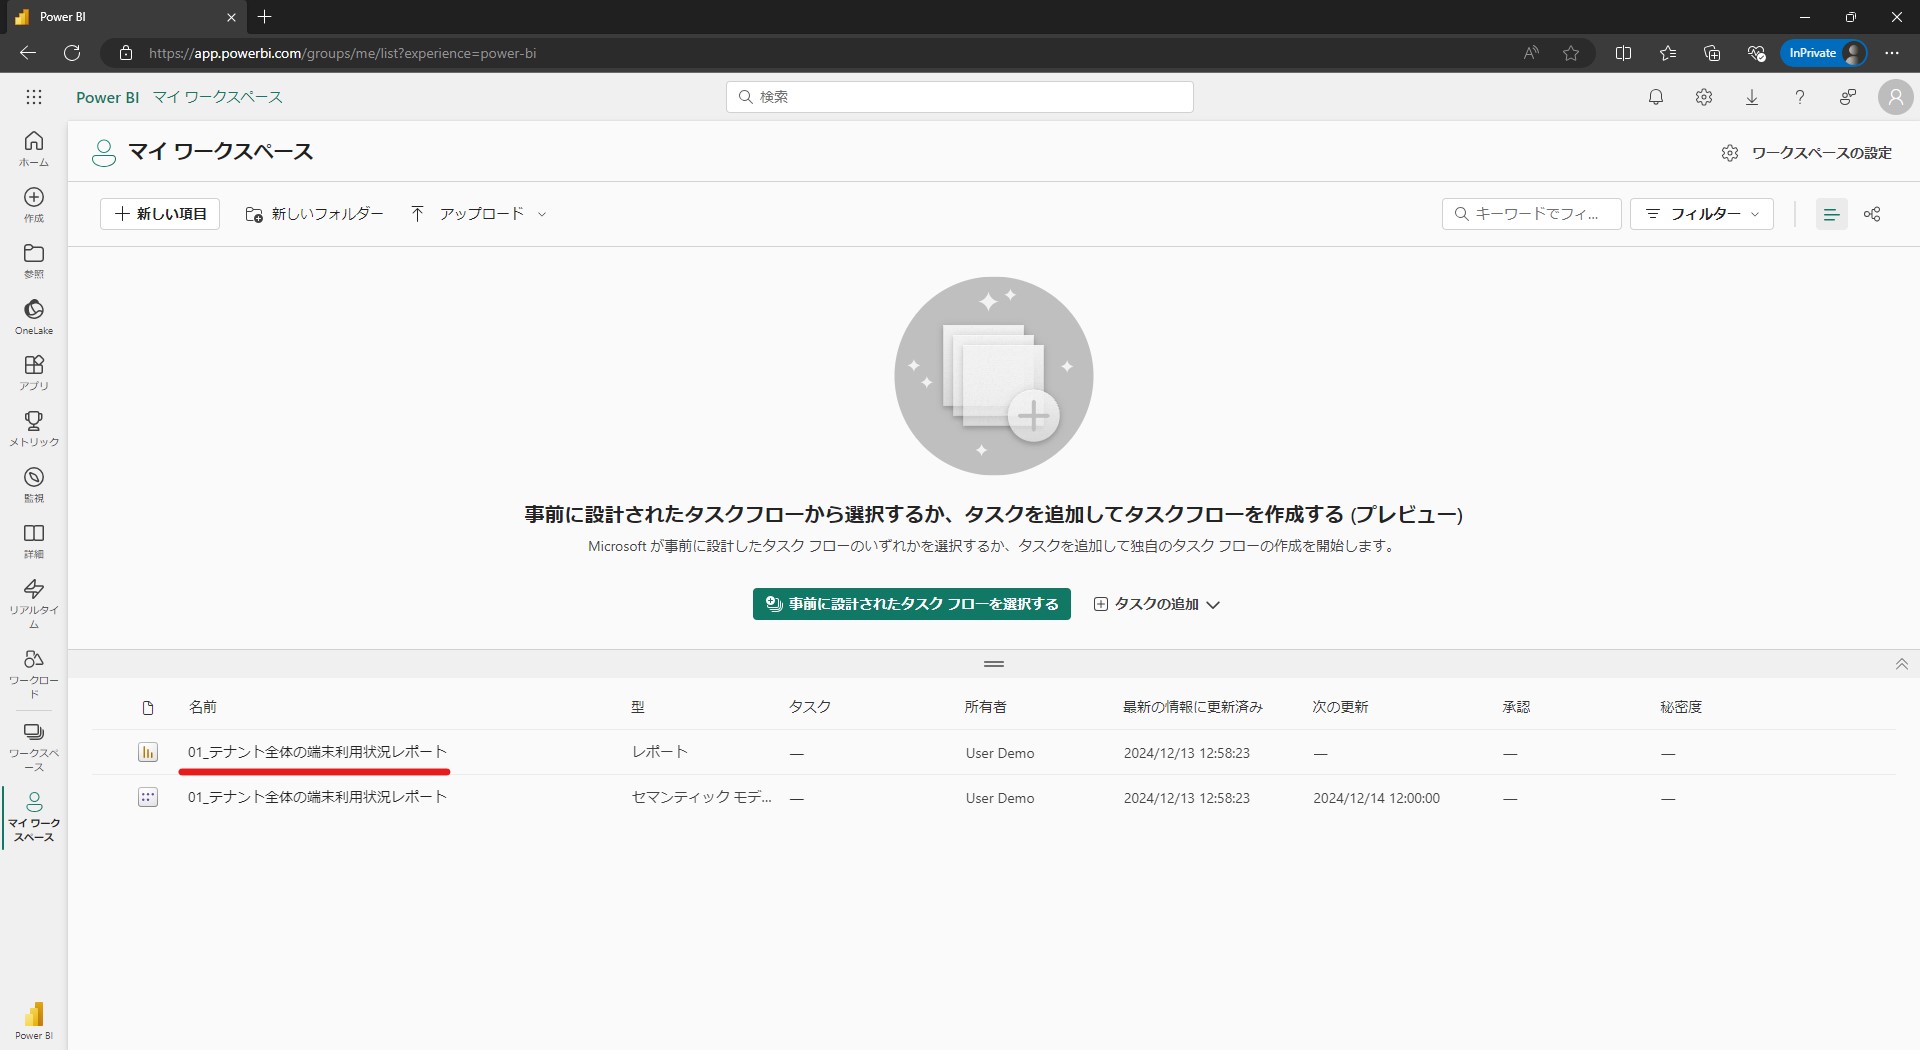 Power BI
https://app.powerbi.com/groups/me/list?experience=power-bi
InPrivate
Power BI マイ ワークスペース
検索
ホーム
作成
参照
OneLake
アプリ
メトリック
監視
詳細
リアルタイ
ム
ワークロー
ド
ワークスペ
ース
マイ ワーク
スペース
Power BI
マイ ワークスペース
ワークスペースの設定
新しい項目
新しいフォルダー
アップロード
キーワードでフィ...
フィルター
事前に設計されたタスクフローから選択するか、タスクを追加してタスクフローを作成する (プレビュー)
Microsoft が事前に設計したタスク フローのいずれかを選択するか、タスクを追加して独自のタスク フローの作成を開始します。
事前に設計されたタスク フローを選択する
タスクの追加
名前 型 タスク 所有者 最新の情報に更新済み 次の更新 承認 秘密度
01_テナント全体の端末利用状況レポート レポート — User Demo 2024/12/13 12:58:23 — — —
01_テナント全体の端末利用状況レポート セマンティック モデ... — User Demo 2024/12/13 12:58:23 2024/12/14 12:00:00 — —